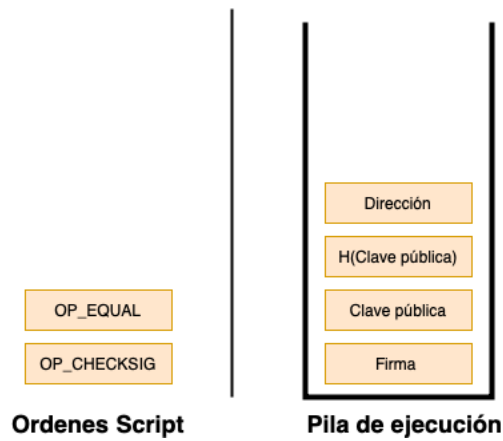 Dirección
H(Clave pública)
OP_EQUAL
Clave pública
OP_CHECKSIG
Firma
Ordenes Script
Pila de ejecución